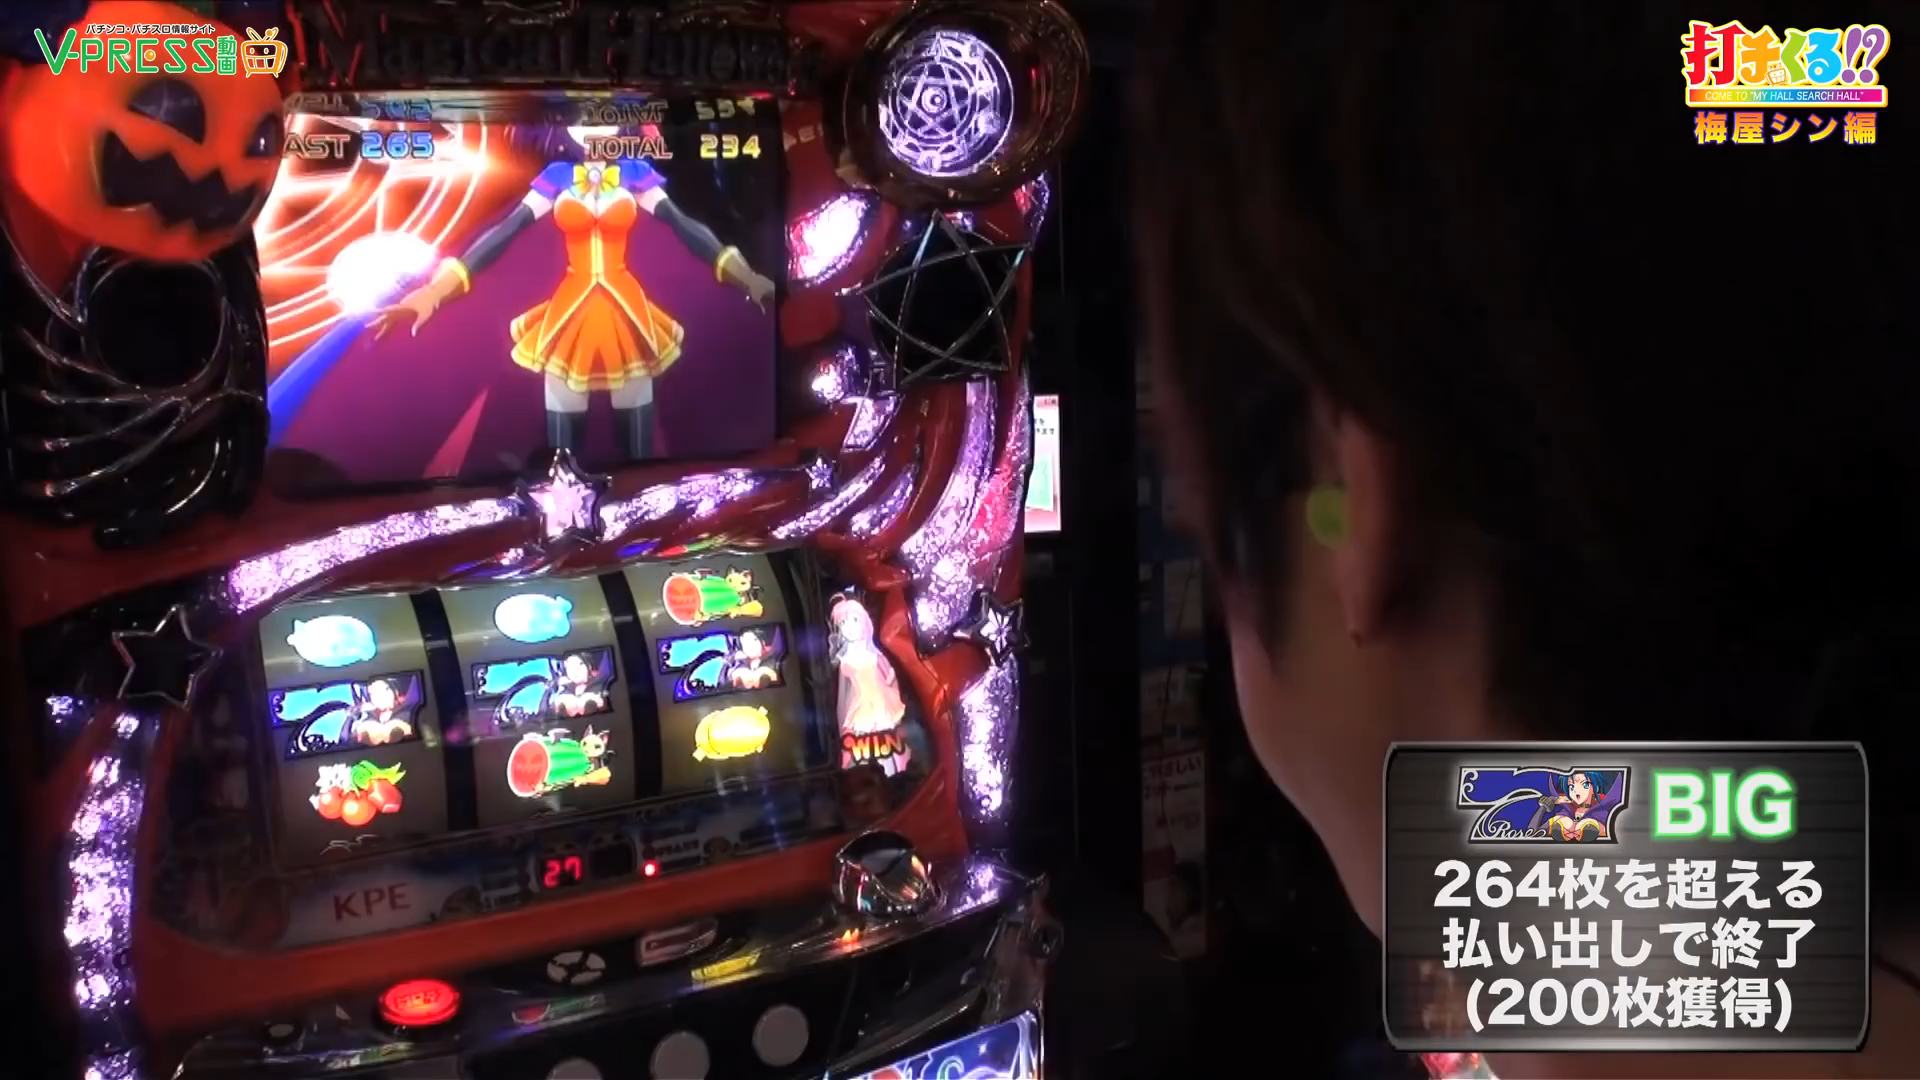 パチンコ・パチスロ情報サイト
V-PRESS動画
打チくる!?
COME TO "MY HALL SEARCH HALL"
梅屋シン編
LAST 265
TOTAL 234
WIN
27
KPE
7
Rose
BIG
264枚を超える
払い出しで終了
(200枚獲得)